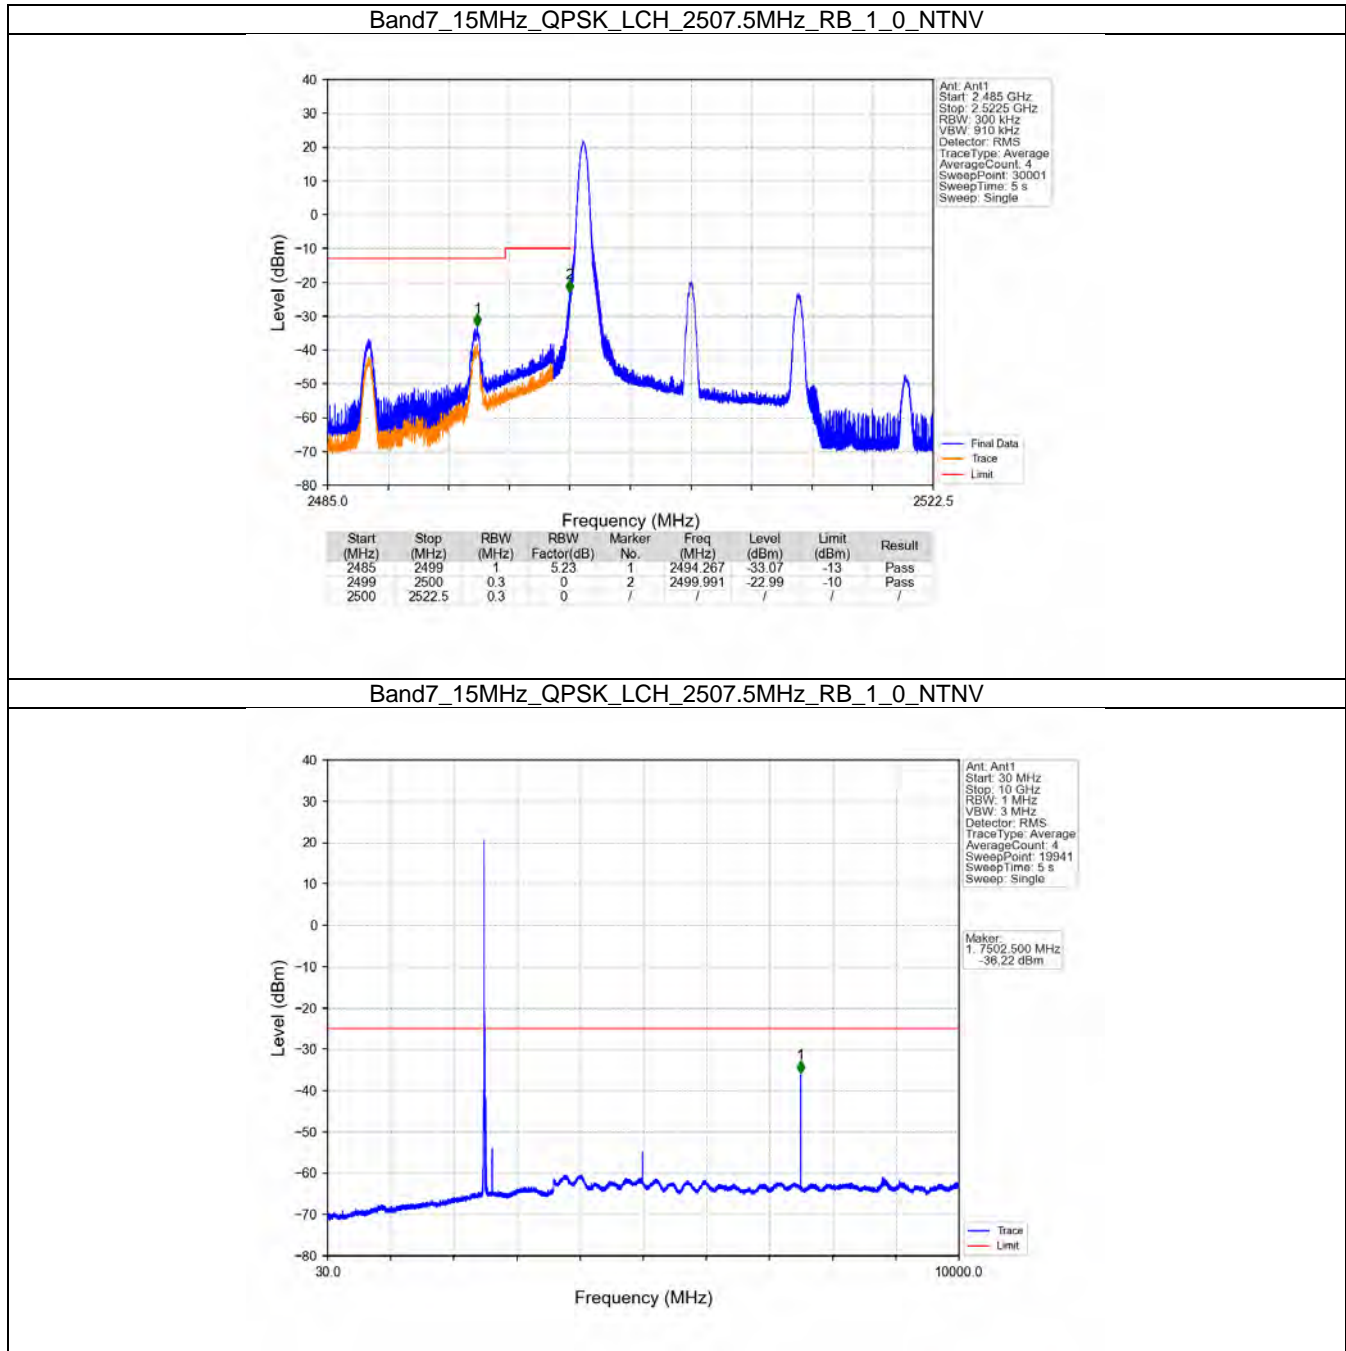 Band7_15MHz_QPSK_LCH_2507.5MHz_RB_1_0_NTNV
40
30
20
10
0
−10
−20
−30
−40
−50
−60
−70
−80
Level (dBm)
1
2
2485.0
2522.5
Frequency (MHz)
Ant: Ant1
Start: 2.485 GHz
Stop: 2.5225 GHz
RBW: 300 kHz
VBW: 910 kHz
Detector: RMS
TraceType: Average
AverageCount: 4
SweepPoint: 30001
SweepTime: 5 s
Sweep: Single
Final Data
Trace
Limit
Start (MHz) Stop (MHz) RBW (MHz) RBW Factor(dB) Marker No. Freq (MHz) Level (dBm) Limit (dBm) Result
2485 2499 1 5.23 1 2494.267 -33.07 -13 Pass
2499 2500 0.3 0 2 2499.991 -22.99 -10 Pass
2500 2522.5 0.3 0 / / / / /
Band7_15MHz_QPSK_LCH_2507.5MHz_RB_1_0_NTNV
40
30
20
10
0
−10
−20
−30
−40
−50
−60
−70
−80
Level (dBm)
1
30.0
10000.0
Frequency (MHz)
Ant: Ant1
Start: 30 MHz
Stop: 10 GHz
RBW: 1 MHz
VBW: 3 MHz
Detector: RMS
TraceType: Average
AverageCount: 4
SweepPoint: 19941
SweepTime: 5 s
Sweep: Single
Maker:
1. 7502.500 MHz
-36.22 dBm
Trace
Limit